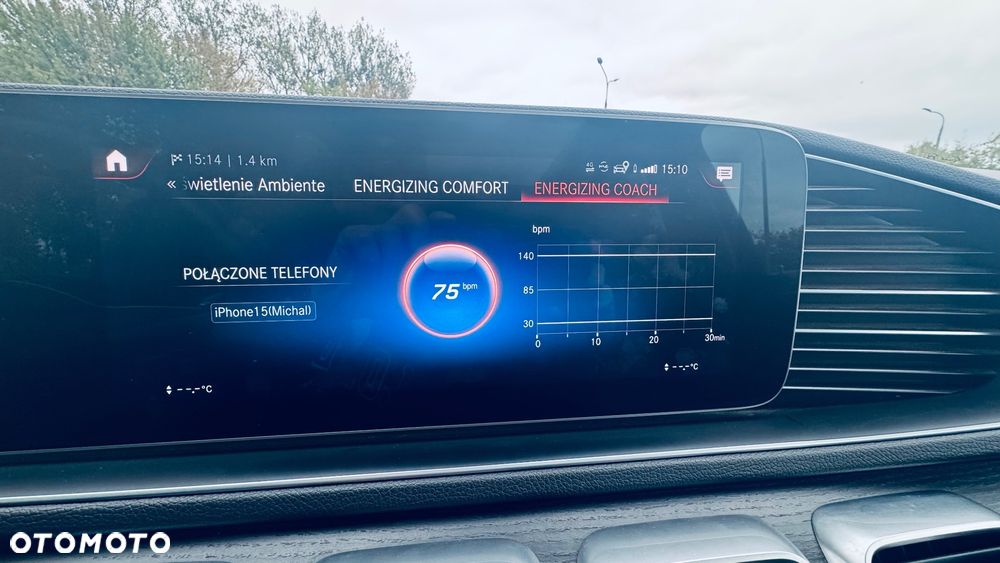 15:14 | 1.4 km
4G
15:10
« świetlenie Ambiente ENERGIZING COMFORT ENERGIZING COACH
bpm
140
POŁĄCZONE TELEFONY
75 bpm
85
iPhone15(Michal)
30
0 10 20 30min
--.-°C
--.-°C
OTOMOTO